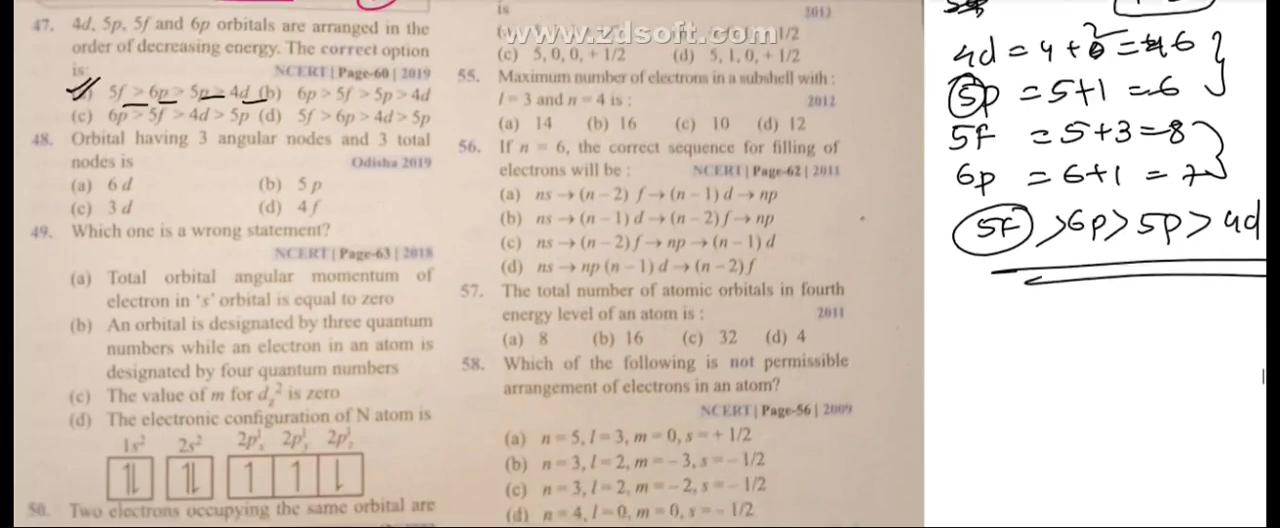 47. 4d, 5p, 5f and 6p orbitals are arranged in the
order of decreasing energy. The correct option
is: NCERT | Page-60 | 2019
5f > 6p > 5p > 4d (b) 6p > 5f > 5p > 4d
(c) 6p > 5f > 4d > 5p (d) 5f > 6p > 4d > 5p
48. Orbital having 3 angular nodes and 3 total
nodes is Odisha 2019
(a) 6 d (b) 5 p
(c) 3 d (d) 4 f
49. Which one is a wrong statement?
NCERT | Page-63 | 2018
(a) Total orbital angular momentum of
electron in 's' orbital is equal to zero
(b) An orbital is designated by three quantum
numbers while an electron in an atom is
designated by four quantum numbers
(c) The value of m for dz² is zero
(d) The electronic configuration of N atom is
1s² 2s² 2p¹x 2p¹y 2p¹z
⥮ ⥮ ↿ ↿ ⇂
50. Two electrons occupying the same orbital are
is 2013
www.zdsoft.com 1/2
(c) 5, 0, 0, + 1/2 (d) 5, 1, 0, + 1/2
55. Maximum number of electrons in a subshell with :
l = 3 and n = 4 is : 2012
(a) 14 (b) 16 (c) 10 (d) 12
56. If n = 6, the correct sequence for filling of
electrons will be : NCERT | Page-62 | 2011
(a) ns → (n – 2) f → (n – 1) d → np
(b) ns → (n – 1) d → (n – 2) f → np
(c) ns → (n – 2) f → np → (n – 1) d
(d) ns → np (n – 1) d → (n – 2) f
57. The total number of atomic orbitals in fourth
energy level of an atom is : 2011
(a) 8 (b) 16 (c) 32 (d) 4
58. Which of the following is not permissible
arrangement of electrons in an atom?
NCERT | Page-56 | 2009
(a) n = 5, l = 3, m = 0, s = + 1/2
(b) n = 3, l = 2, m = – 3, s = – 1/2
(c) n = 3, l = 2, m = – 2, s = – 1/2
(d) n = 4, l = 0, m = 0, s = – 1/2
4d = 4 + 2 = 6
5p = 5+1 = 6
5f = 5+3 = 8
6p = 6+1 = 7
5f > 6p > 5p > 4d